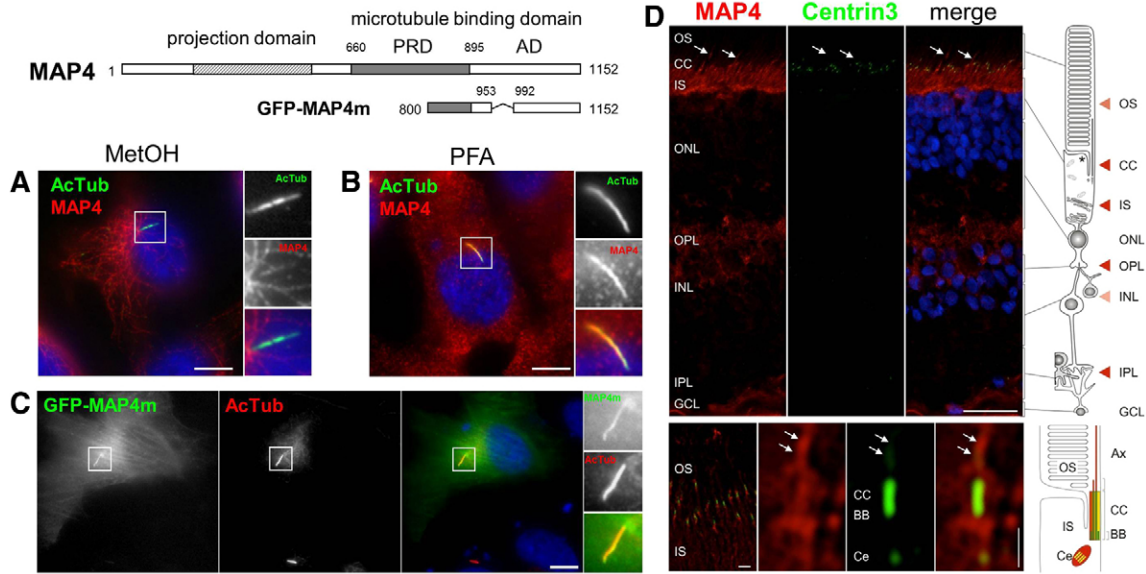 microtubule binding domain
projection domain
660 PRD 895 AD
MAP4 1 1152
953 992
GFP-MAP4m 800 1152
MetOH
PFA
A
AcTub
MAP4
AcTub
MAP4
B
AcTub
MAP4
AcTub
MAP4
C
GFP-MAP4m
AcTub
MAP4m
AcTub
D
MAP4 Centrin3 merge
OS
CC
IS
ONL
OPL
INL
IPL
GCL
OS
CC
*
IS
ONL
OPL
INL
IPL
GCL
OS
IS
CC
BB
Ce
OS
IS
Ce
Ax
CC
BB